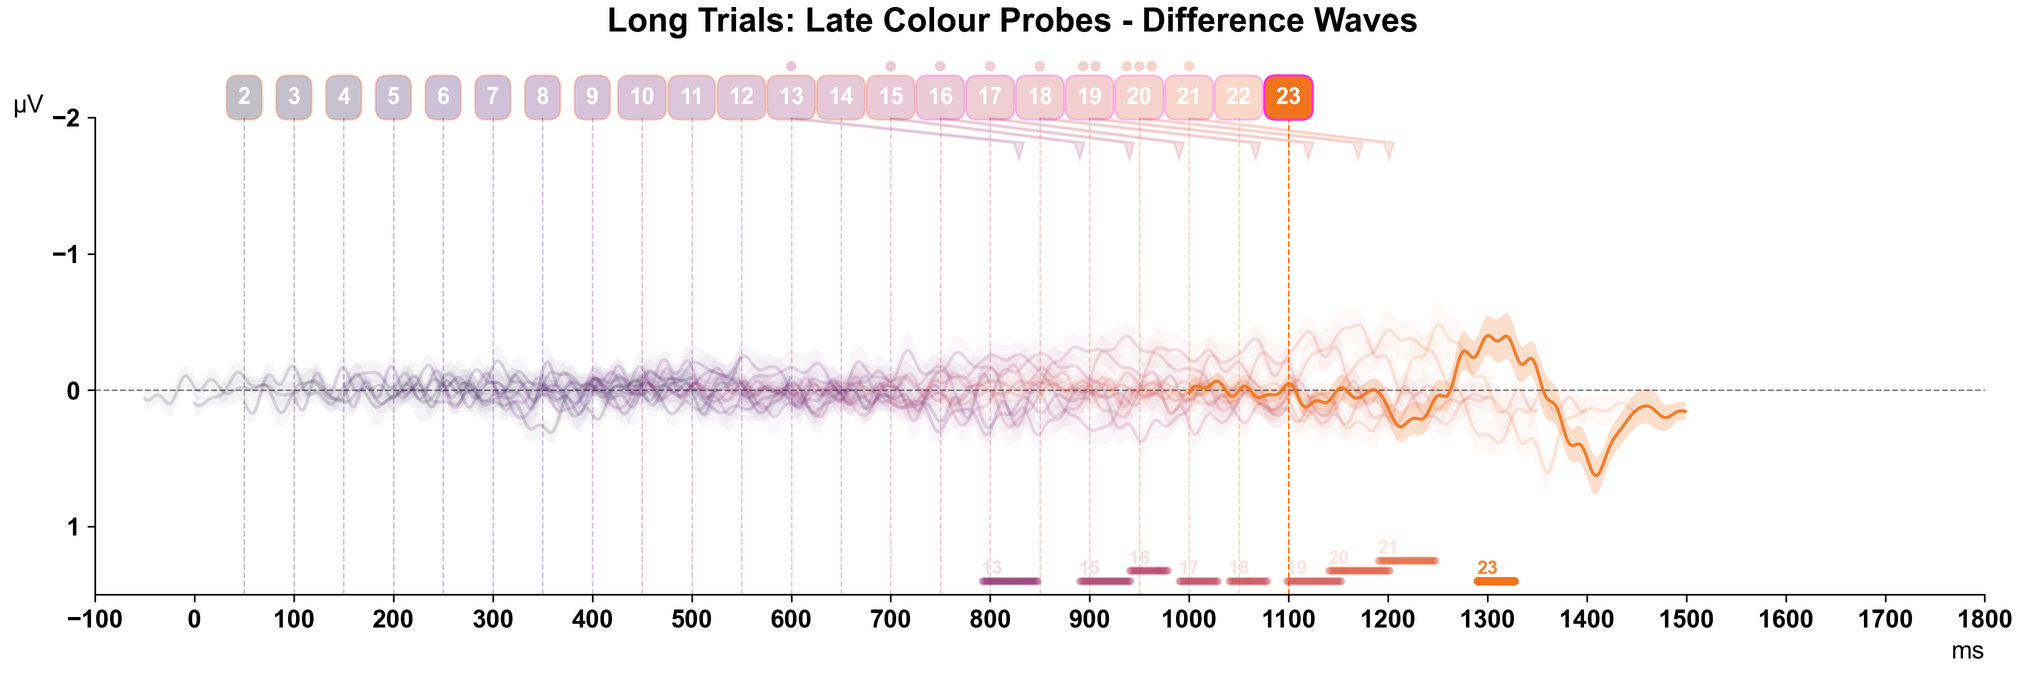 Long Trials: Late Colour Probes - Difference Waves
2 3 4 5 6 7 8 9 10 11 12 13 14 15 16 17 18 19 20 21 22 23
µV
−2
−1
0
1
21
16 20
13 15 17 18 19 23
−100 0 100 200 300 400 500 600 700 800 900 1000 1100 1200 1300 1400 1500 1600 1700 1800
ms